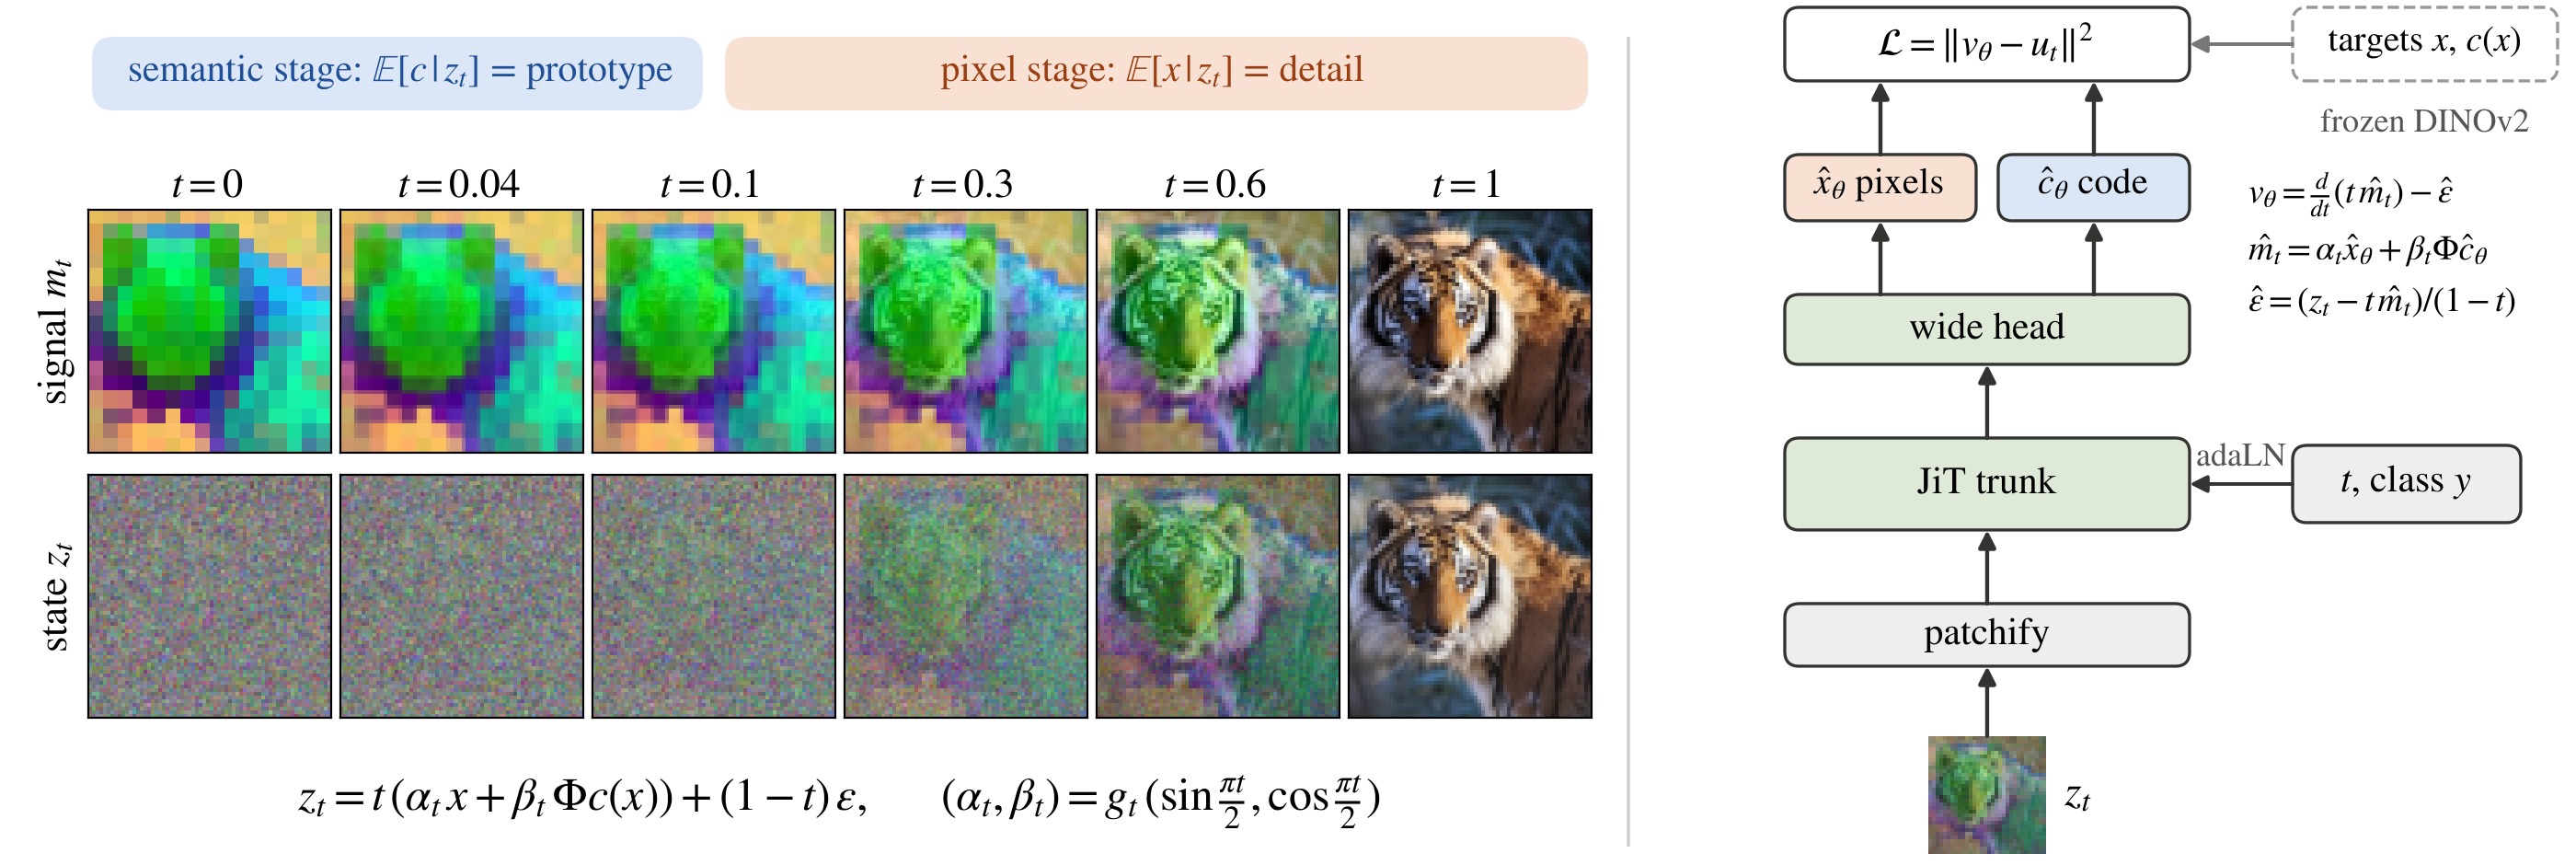 semantic stage: 𝔼[c|z_t] = prototype
pixel stage: 𝔼[x|z_t] = detail
t=0
t=0.04
t=0.1
t=0.3
t=0.6
t=1
signal m_t
state z_t
z_t = t(α_t x + β_t Φc(x)) + (1 − t) ε, (α_t, β_t) = g_t (sin πt/2, cos πt/2)
ℒ = ‖v_θ − u_t‖²
targets x, c(x)
frozen DINOv2
x̂_θ pixels
ĉ_θ code
v_θ = d/dt (t m̂_t) − ε̂
m̂_t = α_t x̂_θ + β_t Φĉ_θ
ε̂ = (z_t − t m̂_t)/(1 − t)
wide head
JiT trunk
adaLN
t, class y
patchify
z_t